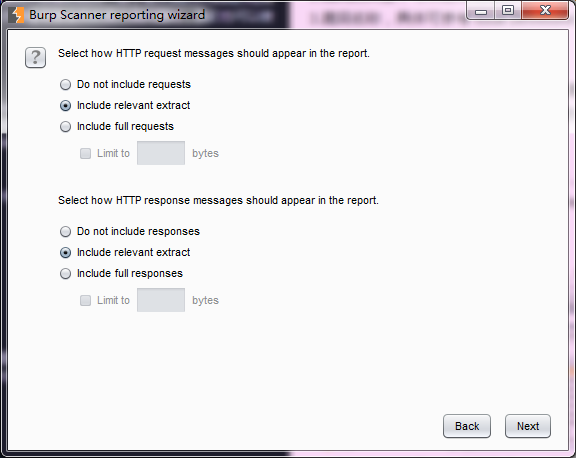 Burp Scanner reporting wizard
?
Select how HTTP request messages should appear in the report.
Do not include requests
Include relevant extract
Include full requests
Limit to bytes
Select how HTTP response messages should appear in the report.
Do not include responses
Include relevant extract
Include full responses
Limit to bytes
Back Next